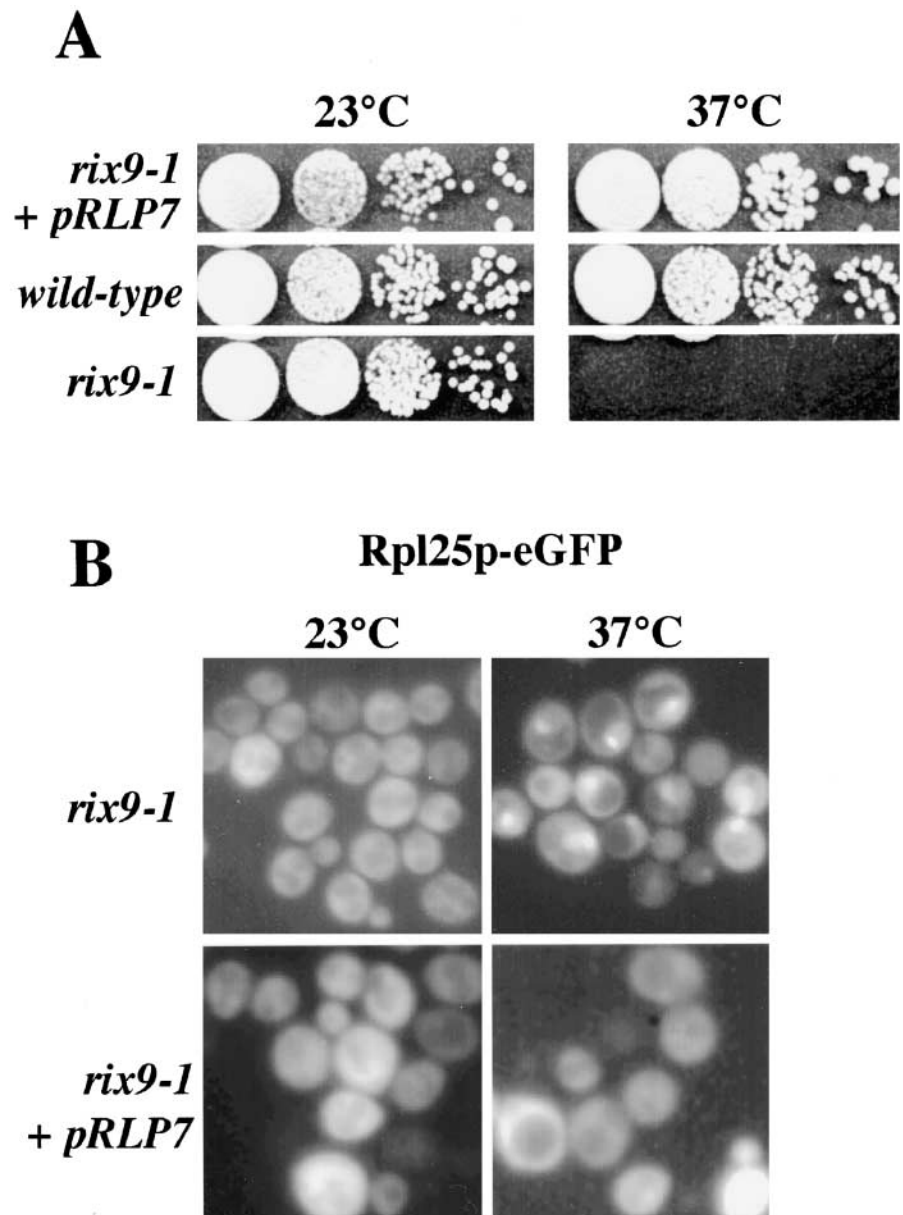 A
23°C 37°C
rix9-1
+ pRLP7
wild-type
rix9-1
B
Rpl25p-eGFP
23°C 37°C
rix9-1
rix9-1
+ pRLP7